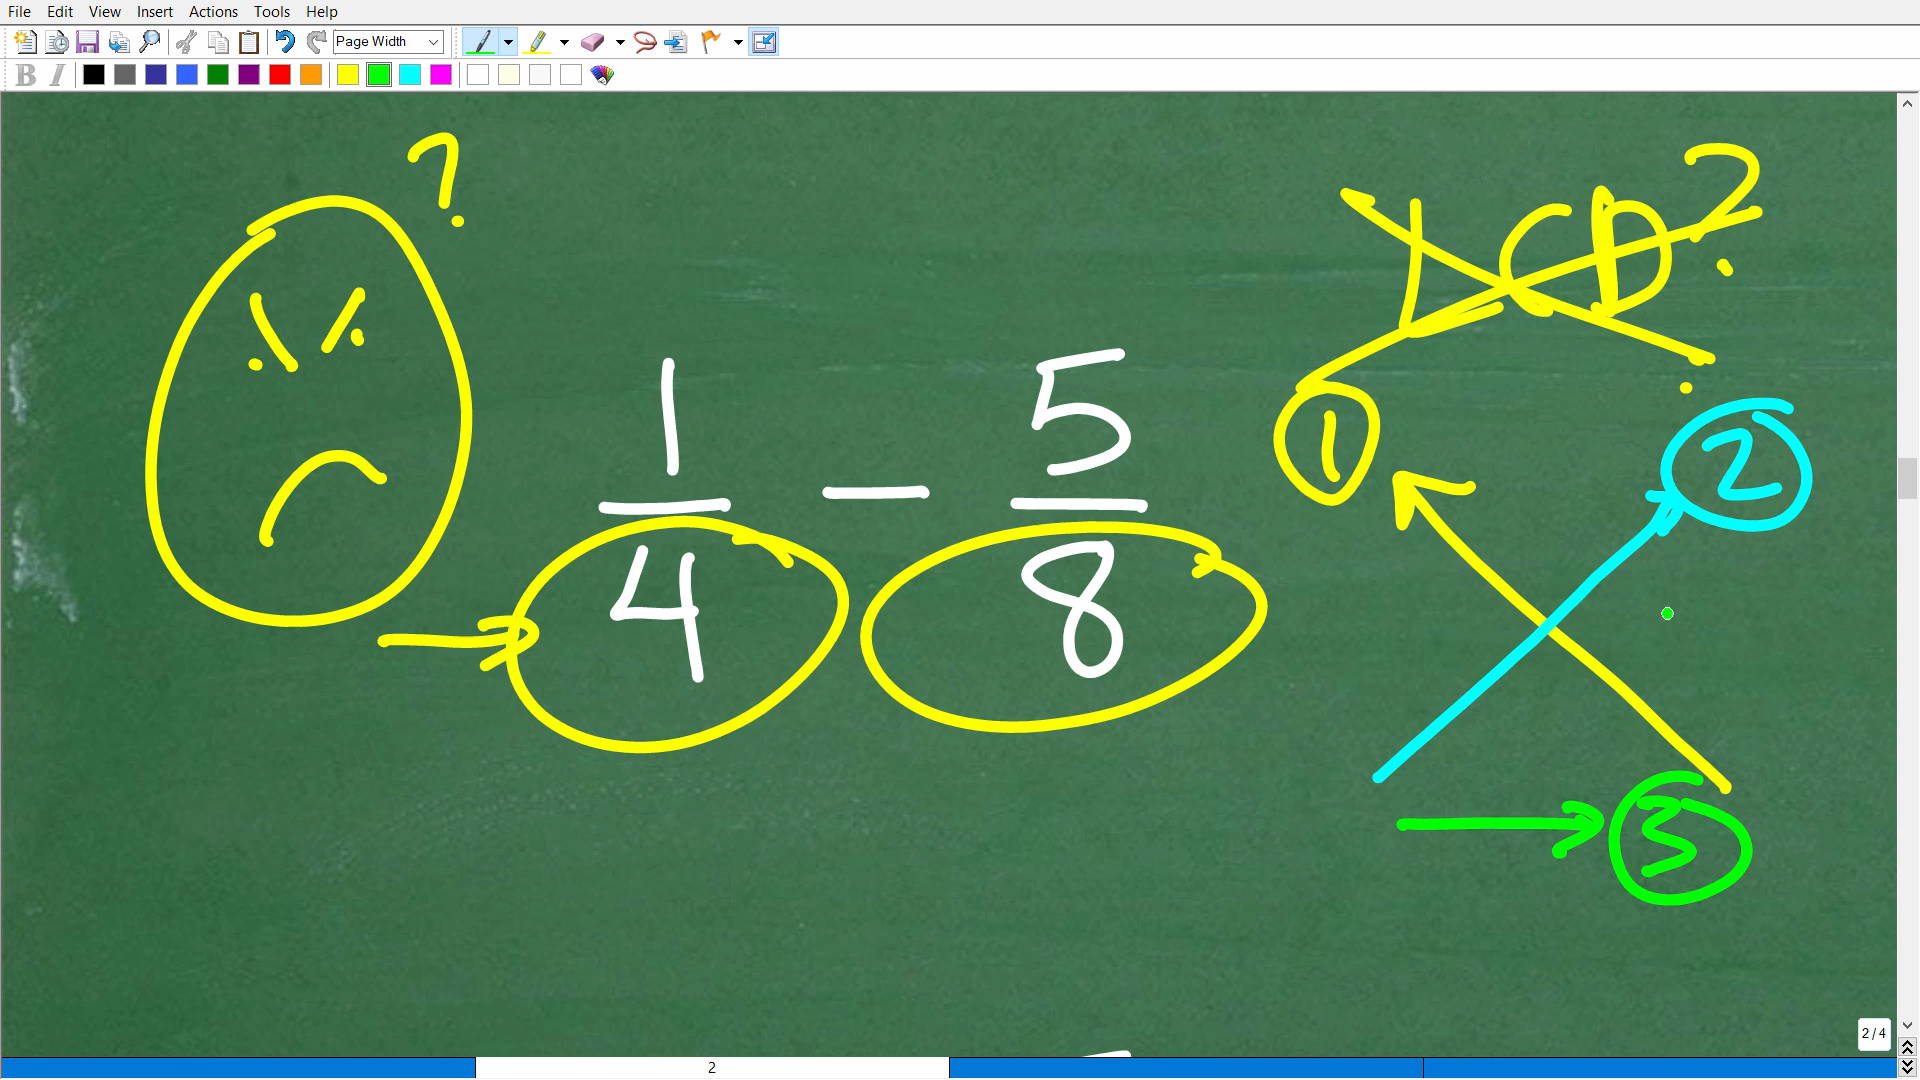 File Edit View Insert Actions Tools Help
Page Width
B I
?
LCD?
1 — 5
4 8
1
2
3
2 / 4
2